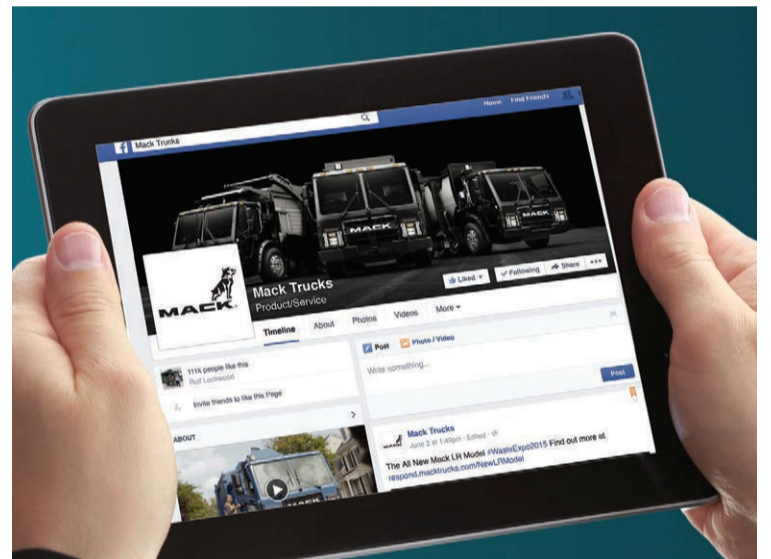 f Mack Trucks
Home Find Friends
MACK
MACK
MACK
MACK
Mack Trucks
Product/Service
Liked Following Share
Timeline About Photos Videos More
111k people like this
Rolf Lockwood
Invite friends to like this Page
ABOUT
Post Photo / Video
Write something...
Post
Mack Trucks
June 2 at 1:40pm · Edited ·
The All New Mack LR Model #WasteExpo2015 Find out more at
respond.macktrucks.com/NewLRModel